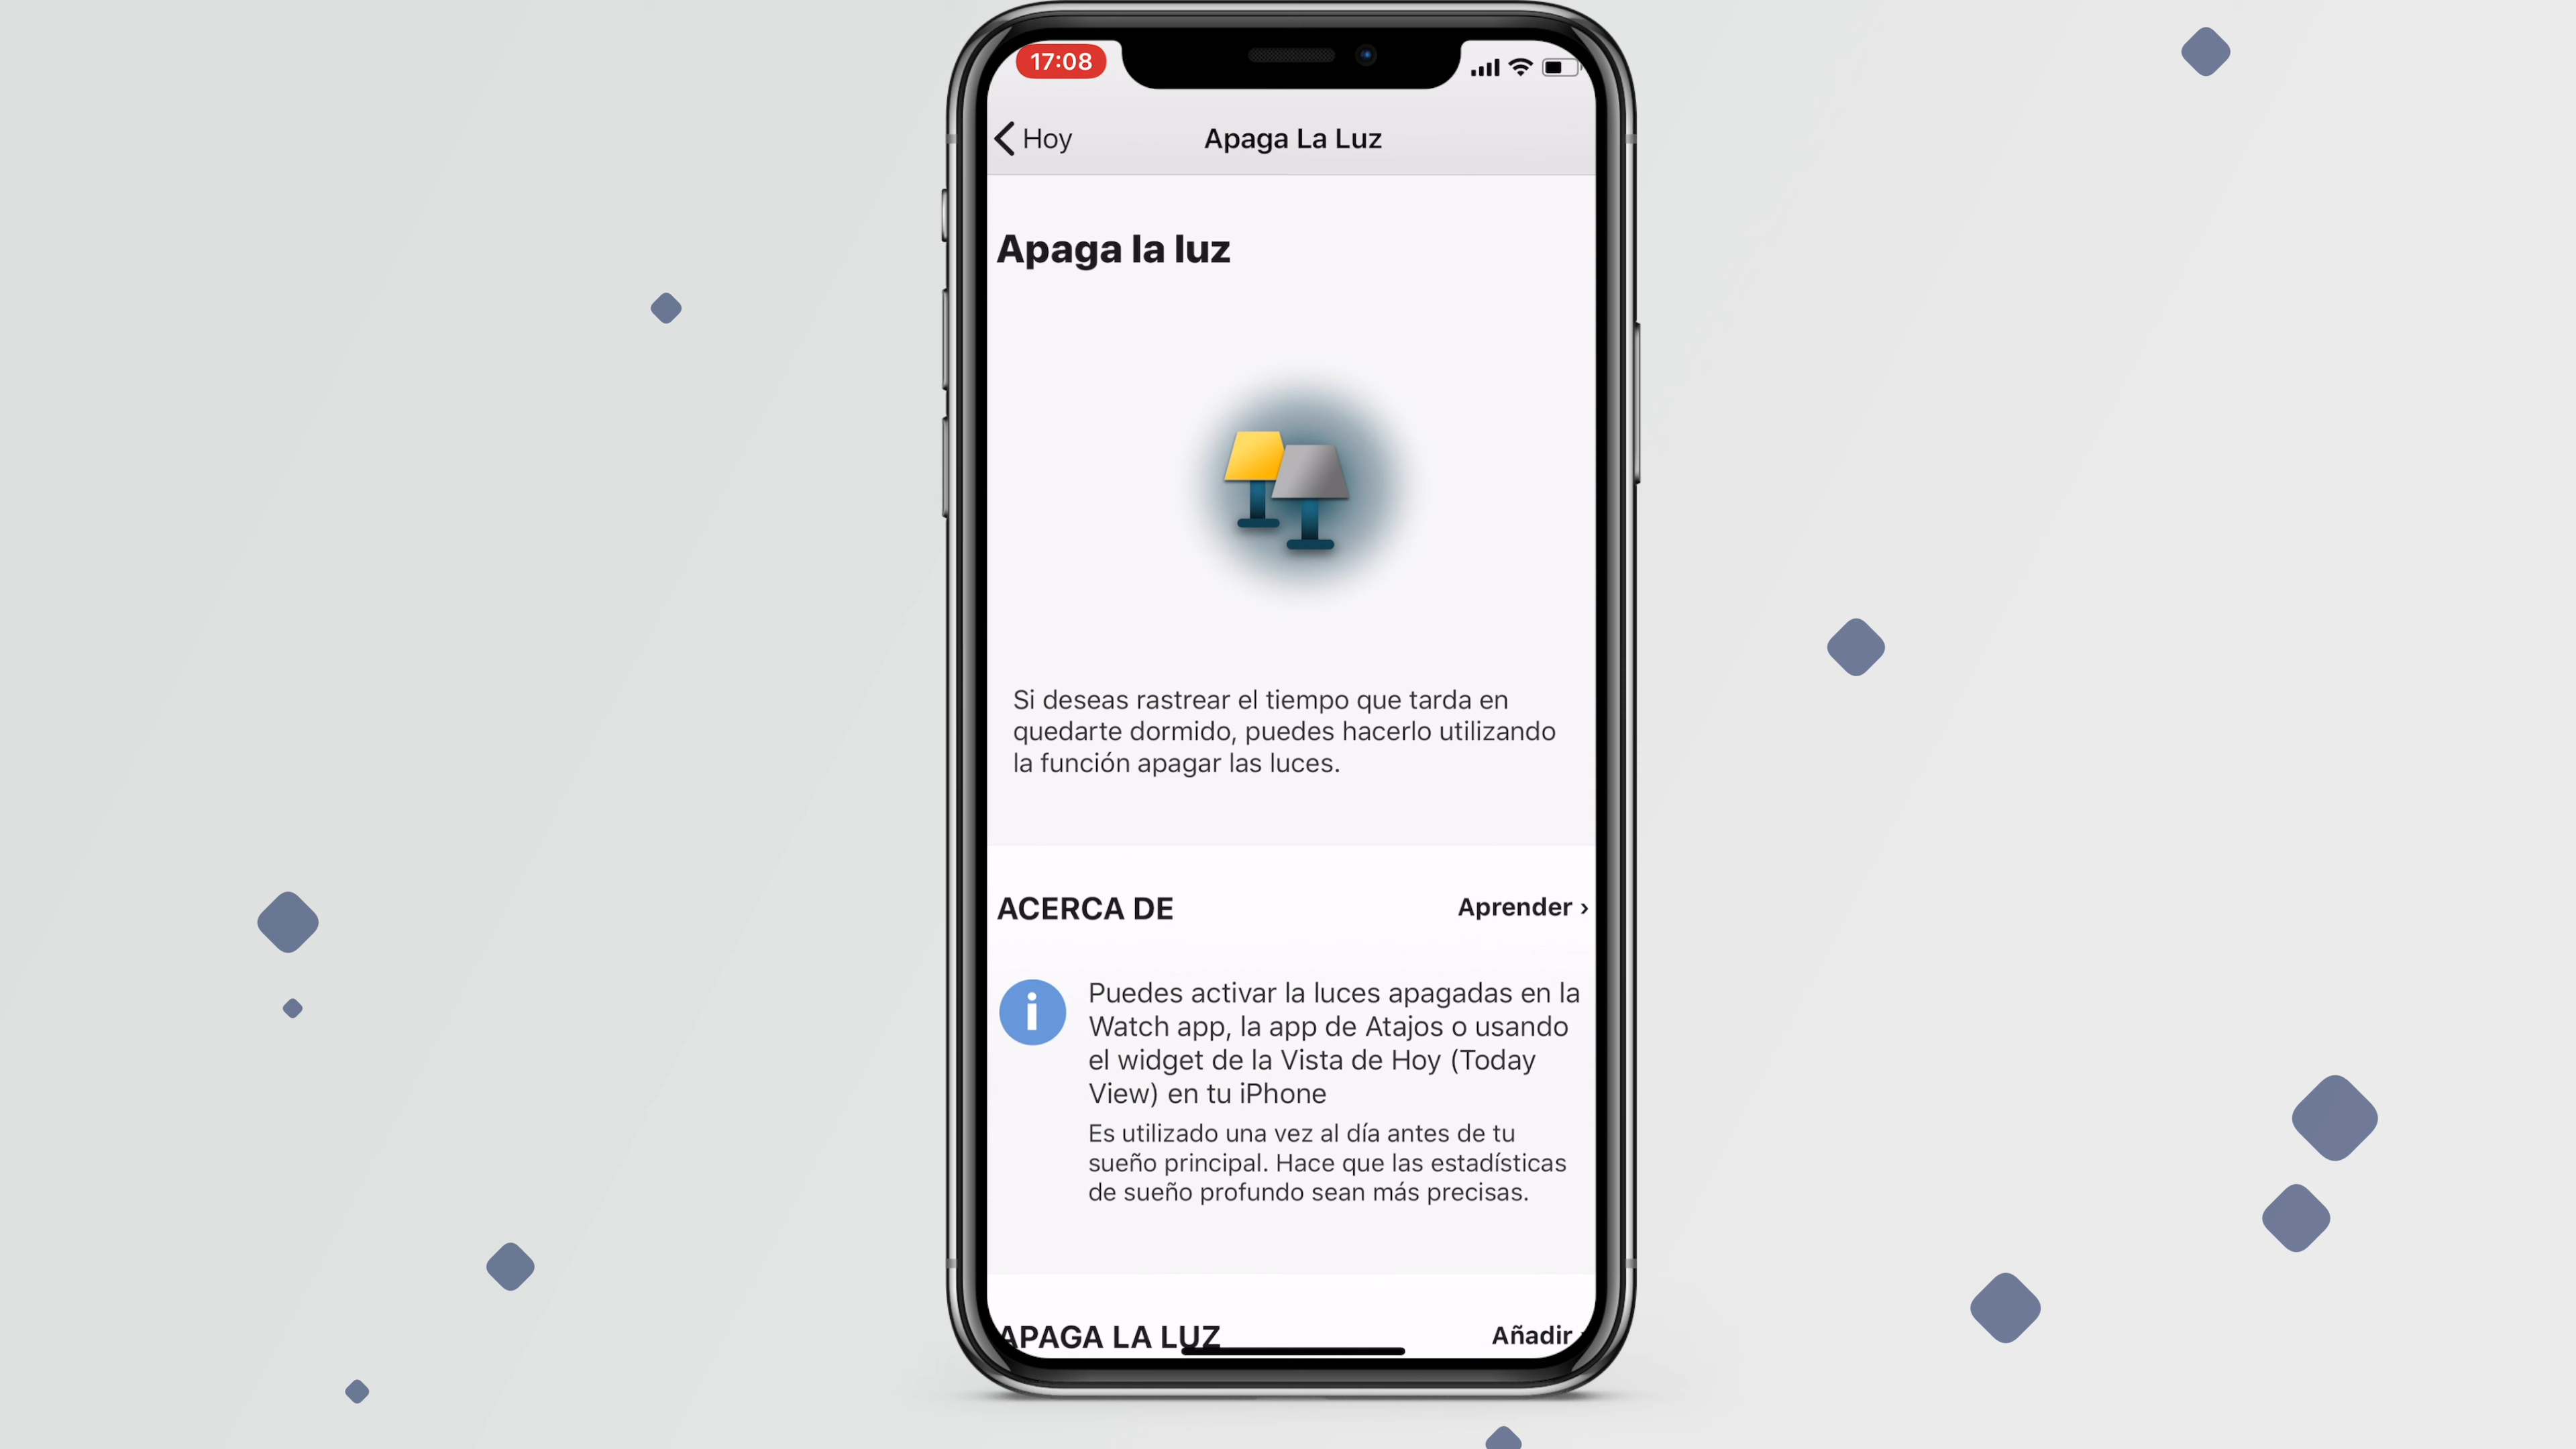 17:08
Hoy
Apaga La Luz
Apaga la luz
Si deseas rastrear el tiempo que tarda en
quedarte dormido, puedes hacerlo utilizando
la función apagar las luces.
ACERCA DE
Aprender ›
Puedes activar la luces apagadas en la
Watch app, la app de Atajos o usando
el widget de la Vista de Hoy (Today
View) en tu iPhone
Es utilizado una vez al día antes de tu
sueño principal. Hace que las estadísticas
de sueño profundo sean más precisas.
APAGA LA LUZ
Añadir ›